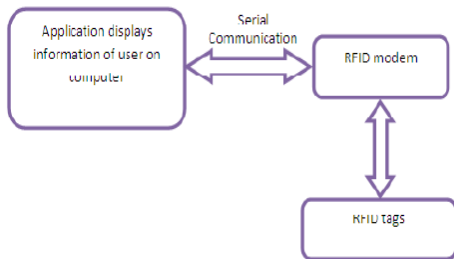 Application displays
information of user on
computer
Serial
Communication
RFID modem
RFID tags